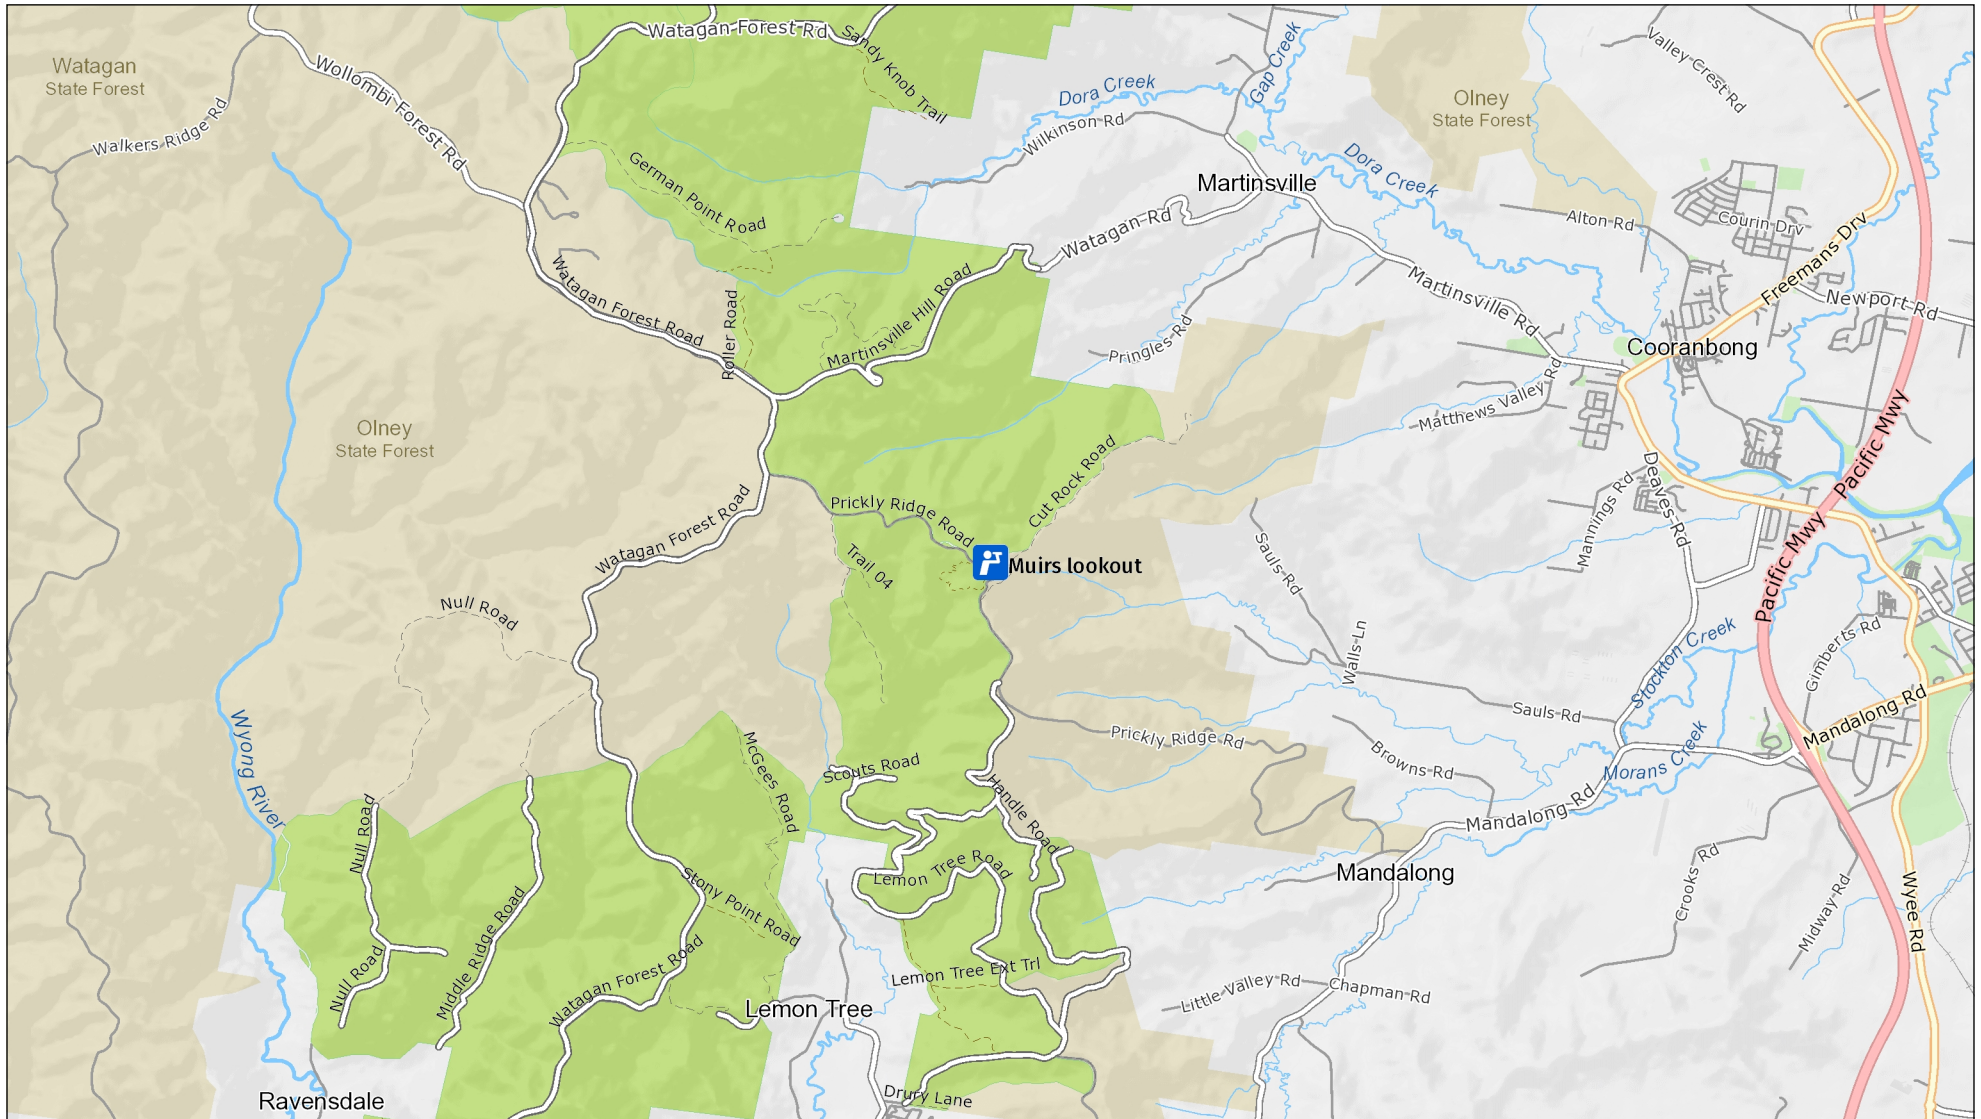 Watagan Forest Rd
Sandy Knob Trail
Gap Creek
Valley Crest Rd
Watagan
State Forest
Wollombi Forest Rd
Dora Creek
Olney
State Forest
Walkers Ridge Rd
Wilkinson Rd
German Point Road
Dora Creek
Martinsville
Watagan Rd
Alton Rd
Courin Drv
Freemans Drv
Watagan Forest Road
Roller Road
Martinsville Hill Road
Martinsville Rd
Newport Rd
Pringles Rd
Cooranbong
Matthews Valley Rd
Olney
State Forest
Pacific Mwy
Cut Rock Road
Prickly Ridge Road
Watagan Forest Road
Deaves Rd
Mannings Rd
Pacific Mwy
Trail 04
Muirs lookout
Sauls Rd
Null Road
Walls Ln
Stockton Creek
Gimberts Rd
Wyong River
McGees Road
Prickly Ridge Rd
Sauls Rd
Mandalong Rd
Browns Rd
Morans Creek
Scouts Road
Handle Road
Null Road
Mandalong Rd
Lemon Tree Road
Mandalong
Crooks Rd
Midway Rd
Wyee Rd
Stony Point Road
Middle Ridge Road
Null Road
Watagan Forest Road
Lemon Tree Ext Trl
Little Valley Rd
Chapman Rd
Lemon Tree
Ravensdale
Drury Lane